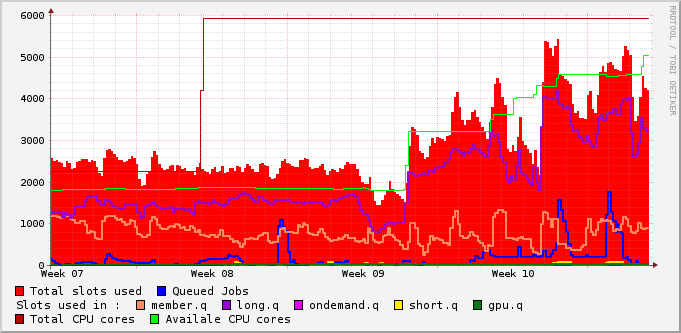 6000
5000
4000
3000
2000
1000
0
Week 07 Week 08 Week 09 Week 10
RRDTOOL / TOBI OETIKER
Total slots used Queued Jobs
Slots used in : member.q long.q ondemand.q short.q gpu.q
Total CPU cores Availale CPU cores